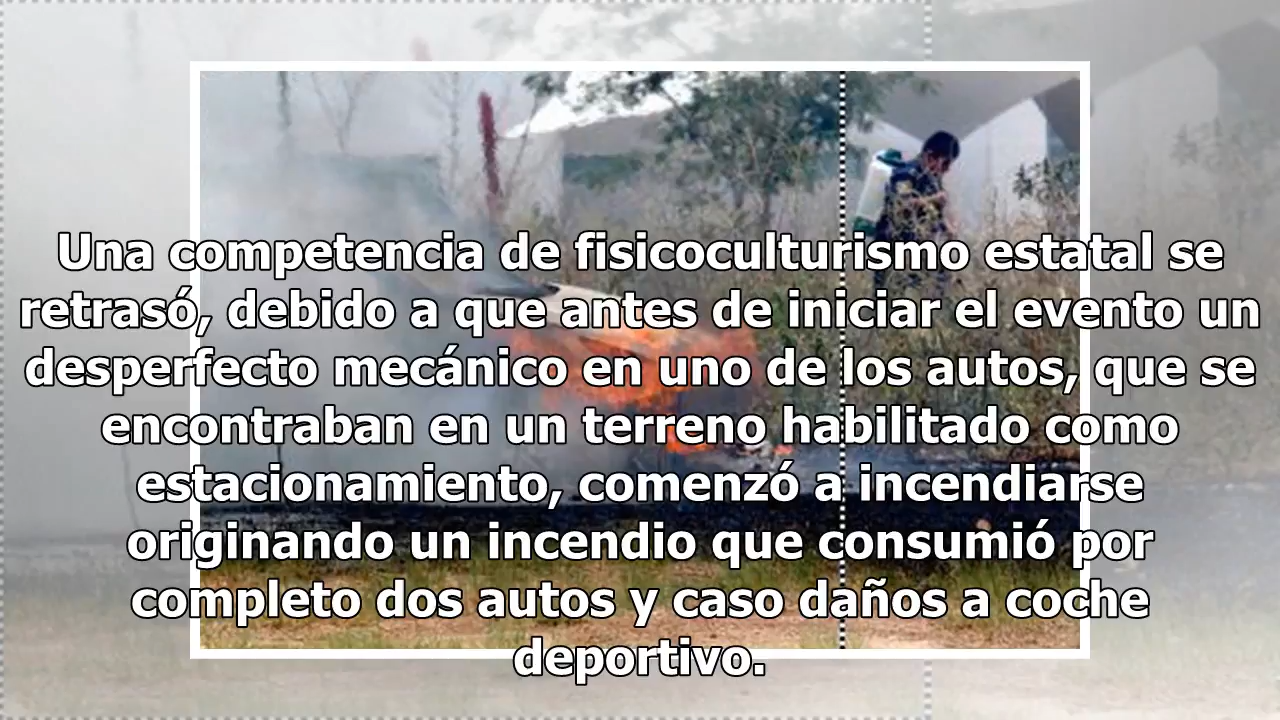 Una competencia de fisicoculturismo estatal se
retrasó, debido a que antes de iniciar el evento un
desperfecto mecánico en uno de los autos, que se
encontraban en un terreno habilitado como
estacionamiento, comenzó a incendiarse
originando un incendio que consumió por
completo dos autos y caso daños a coche
deportivo.